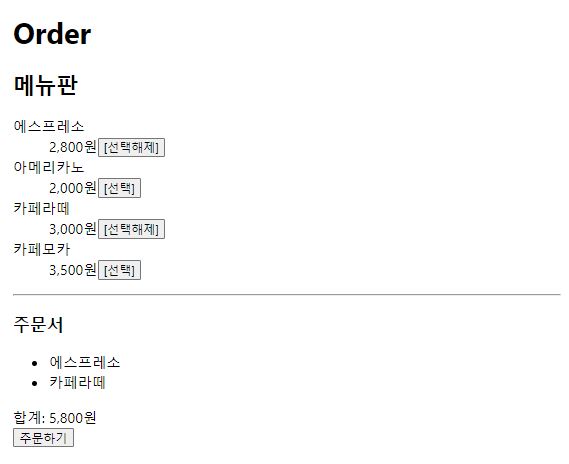 Order
메뉴판
에스프레소
2,800원 [선택해제]
아메리카노
2,000원 [선택]
카페라떼
3,000원 [선택해제]
카페모카
3,500원 [선택]
주문서
• 에스프레소
• 카페라떼
합계: 5,800원
주문하기